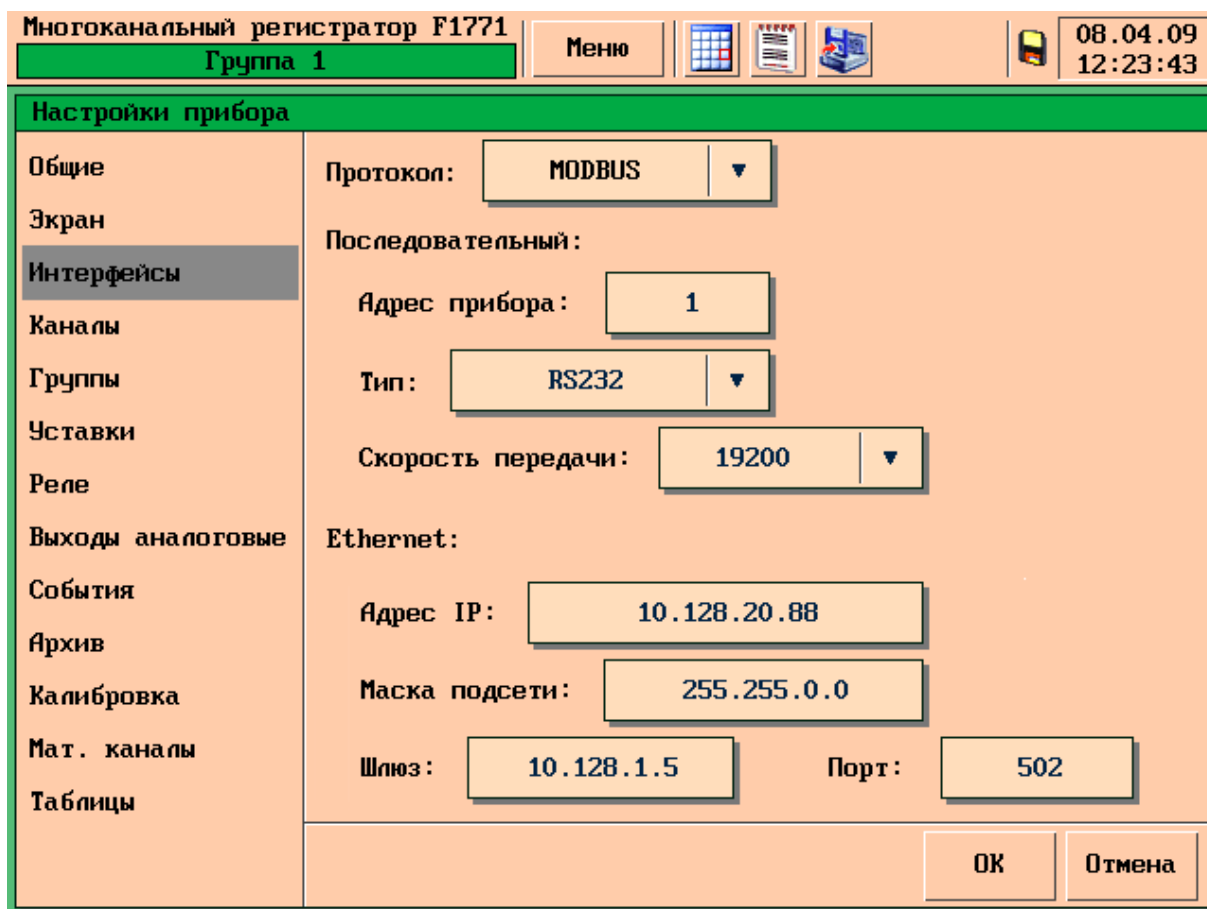 Многоканальный регистратор F1771
Группа 1
Меню
08.04.09
12:23:43
Настройки прибора
Общие
Экран
Интерфейсы
Каналы
Группы
Уставки
Реле
Выходы аналоговые
События
Архив
Калибровка
Мат. каналы
Таблицы
Протокол: MODBUS
Последовательный:
Адрес прибора: 1
Тип: RS232
Скорость передачи: 19200
Ethernet:
Адрес IP: 10.128.20.88
Маска подсети: 255.255.0.0
Шлюз: 10.128.1.5 Порт: 502
ОК Отмена